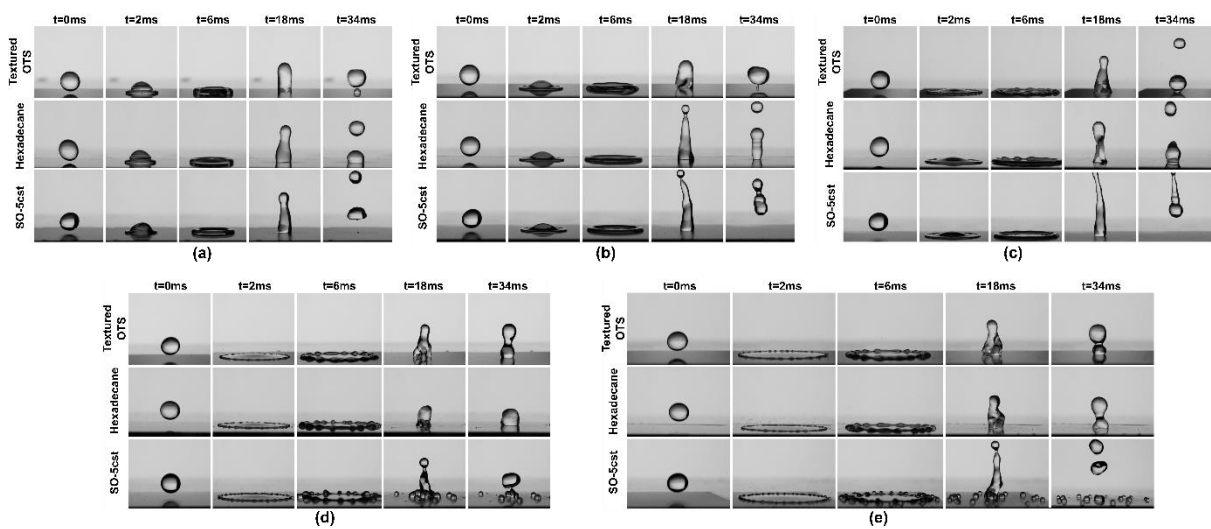 t=0ms t=2ms t=6ms t=18ms t=34ms
Textured OTS
Hexadecane
SO-5cst
(a)
t=0ms t=2ms t=6ms t=18ms t=34ms
Textured OTS
Hexadecane
SO-5cst
(b)
t=0ms t=2ms t=6ms t=18ms t=34ms
Textured OTS
Hexadecane
SO-5cst
(c)
t=0ms t=2ms t=6ms t=18ms t=34ms
Textured OTS
Hexadecane
SO-5cst
(d)
t=0ms t=2ms t=6ms t=18ms t=34ms
Textured OTS
Hexadecane
SO-5cst
(e)